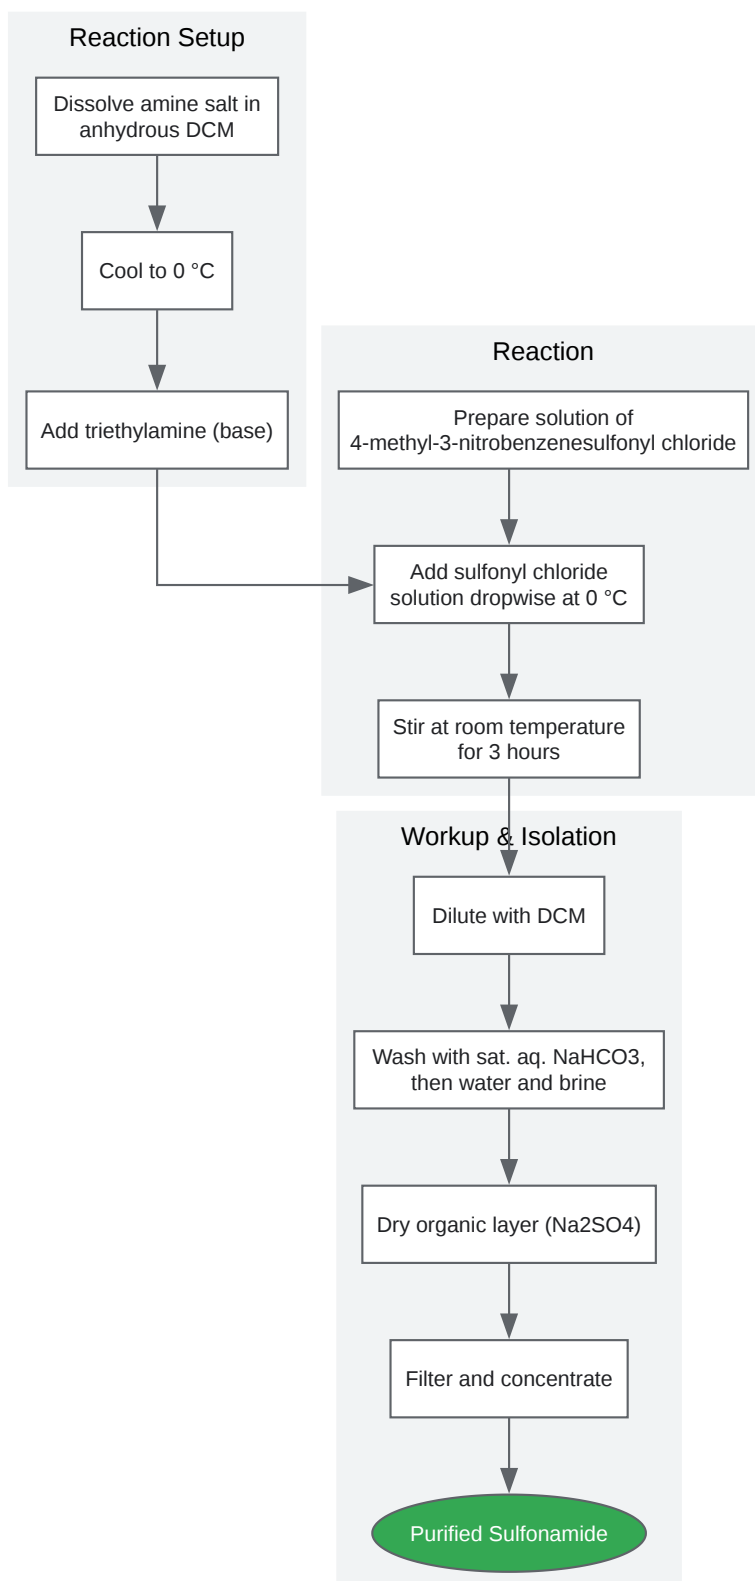 Reaction Setup
Dissolve amine salt in
anhydrous DCM
Cool to 0 °C
Add triethylamine (base)
Reaction
Prepare solution of
4-methyl-3-nitrobenzenesulfonyl chloride
Add sulfonyl chloride
solution dropwise at 0 °C
Stir at room temperature
for 3 hours
Workup & Isolation
Dilute with DCM
Wash with sat. aq. NaHCO3,
then water and brine
Dry organic layer (Na2SO4)
Filter and concentrate
Purified Sulfonamide